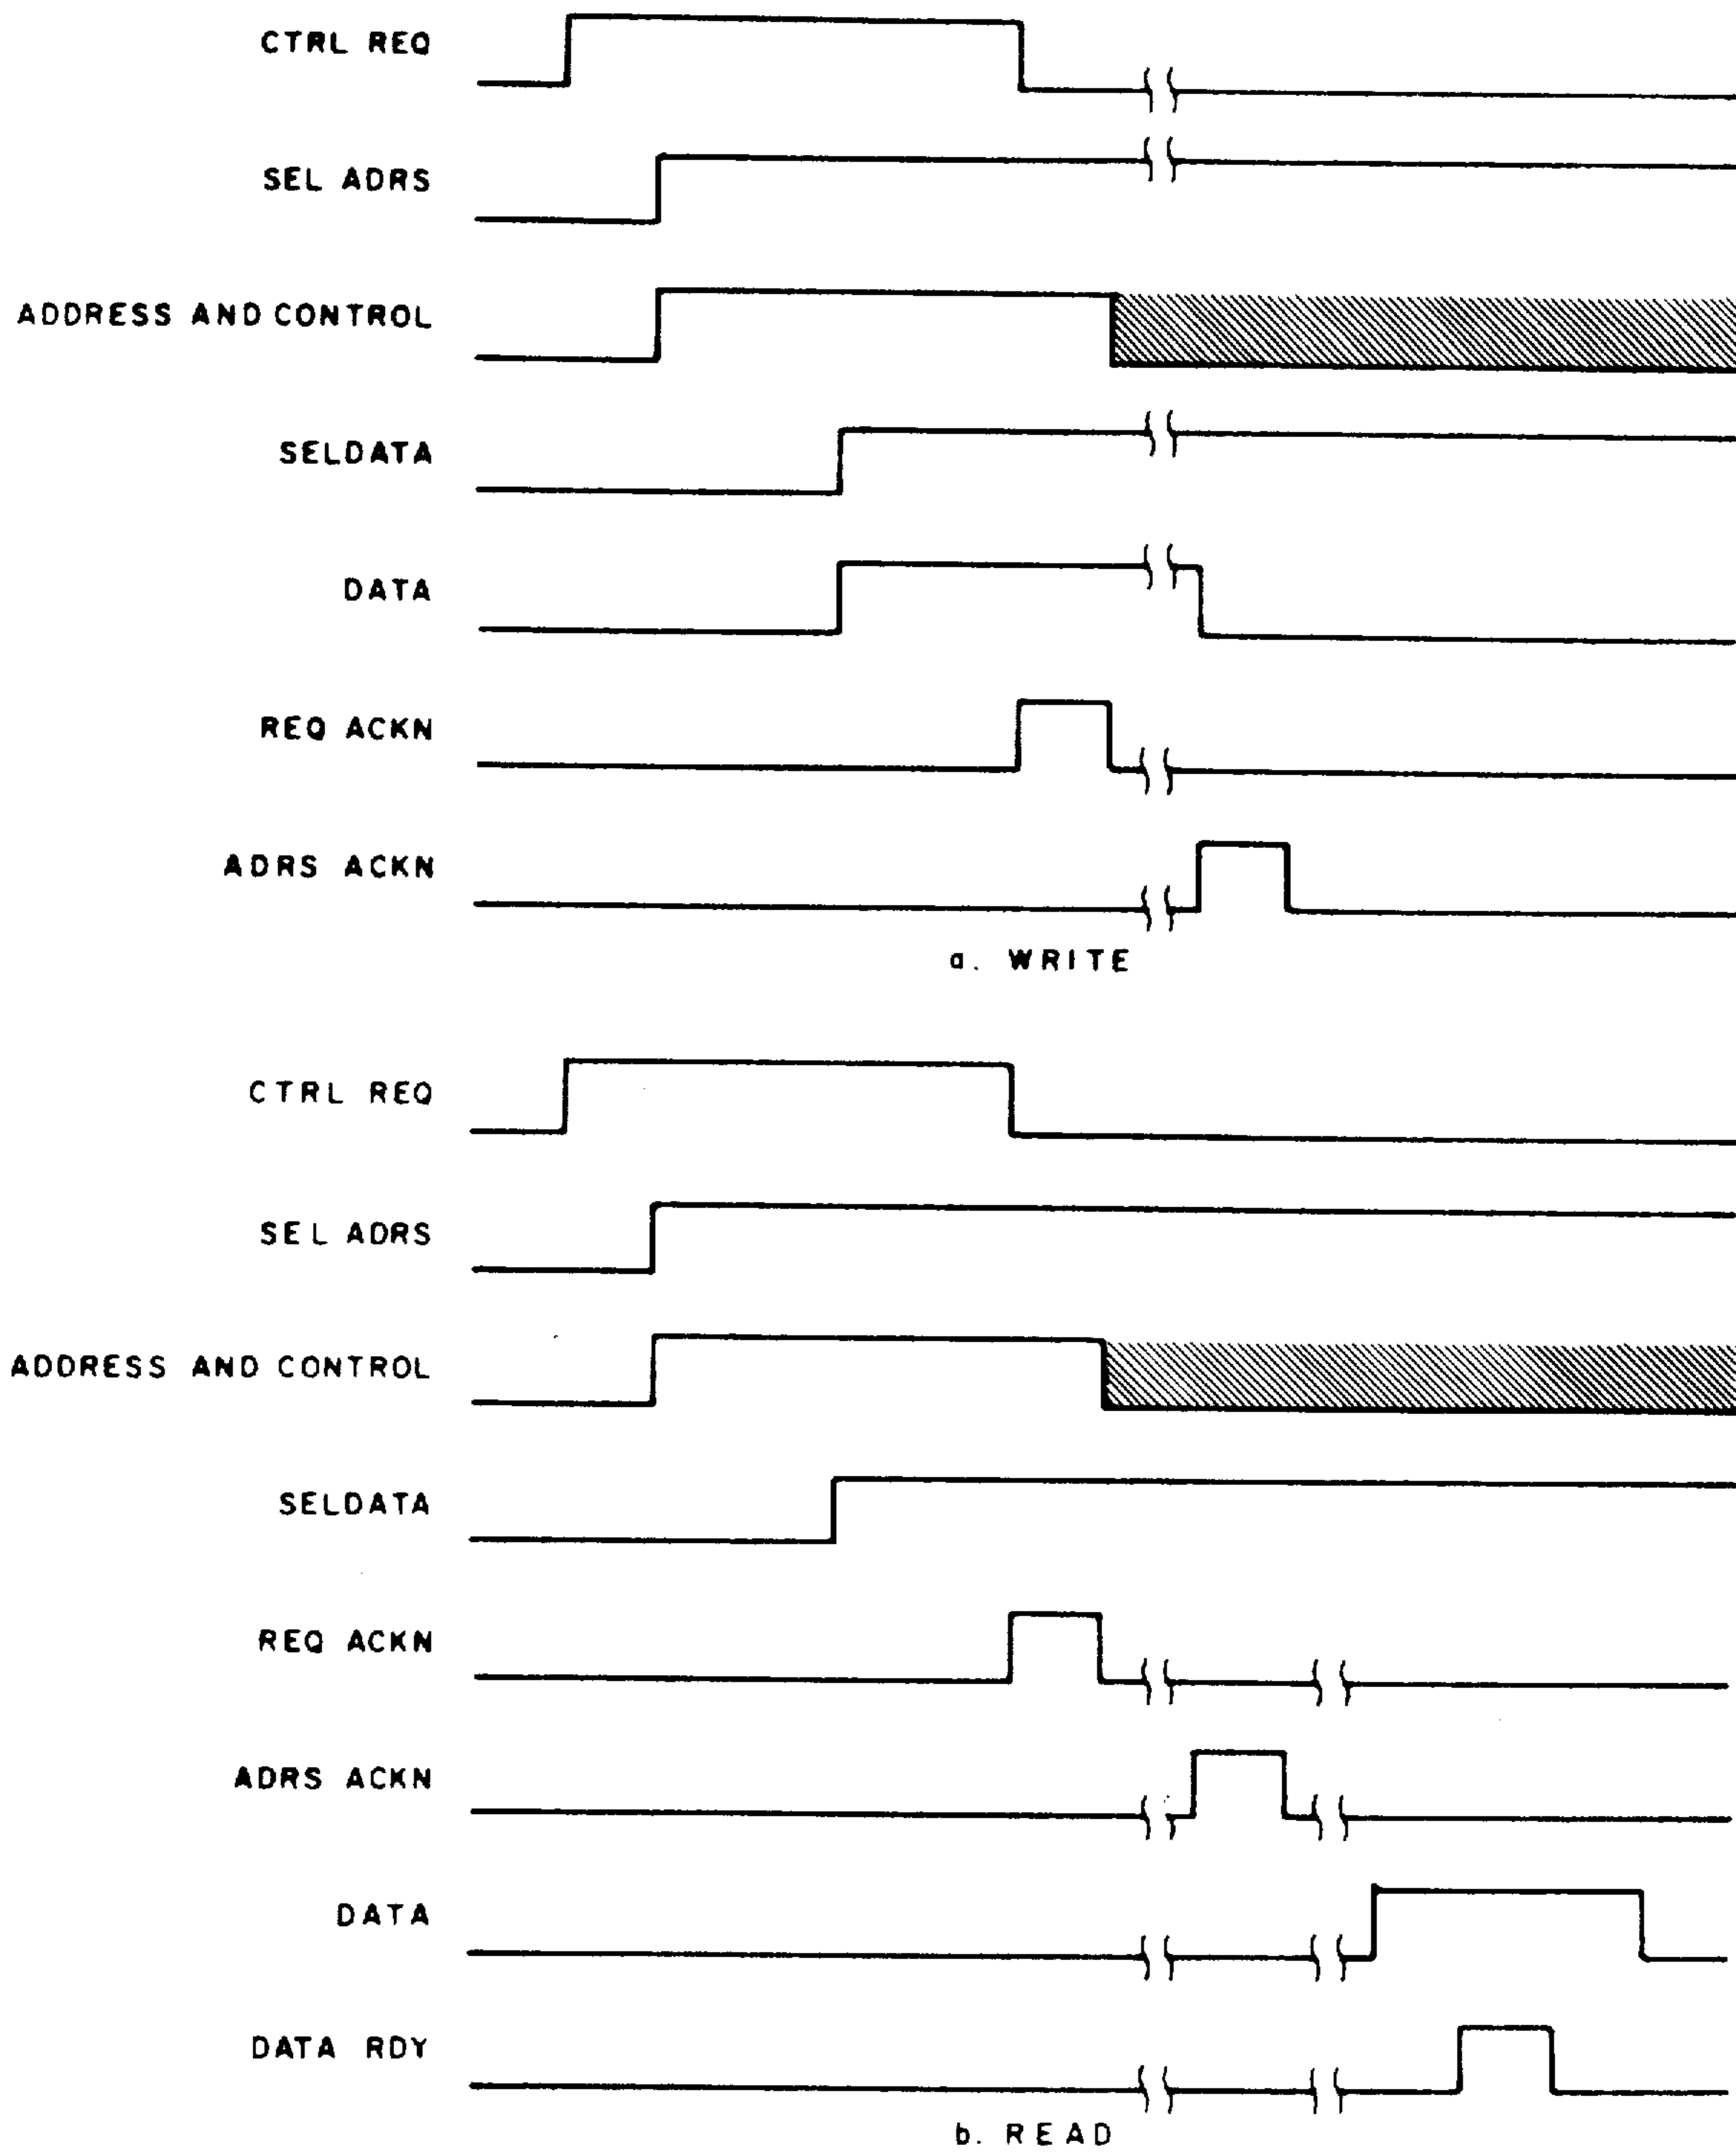 CTRL REQ
SEL ADRS
ADDRESS AND CONTROL
SELDATA
DATA
REQ ACKN
ADRS ACKN
a. WRITE
CTRL REQ
SEL ADRS
ADDRESS AND CONTROL
SELDATA
REQ ACKN
ADRS ACKN
DATA
DATA RDY
b. READ